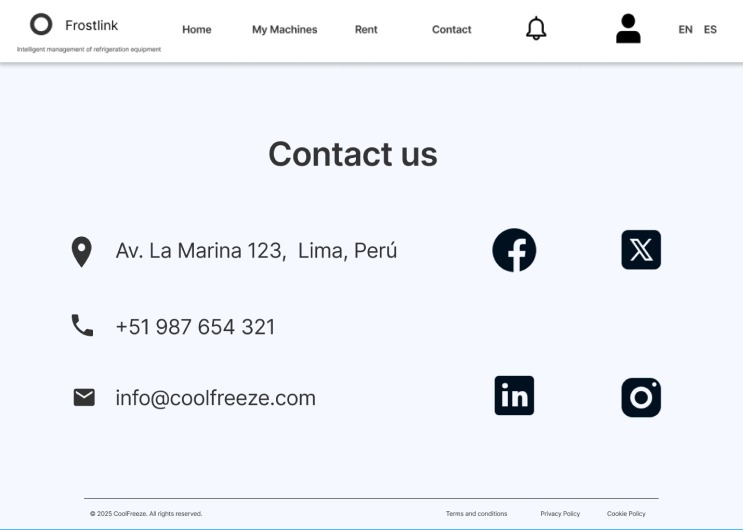 Frostlink
Intelligent management of refrigeration equipment
Home My Machines Rent Contact EN ES
Contact us
Av. La Marina 123, Lima, Perú
+51 987 654 321
info@coolfreeze.com
© 2025 CoolFreeze. All rights reserved. Terms and conditions Privacy Policy Cookie Policy